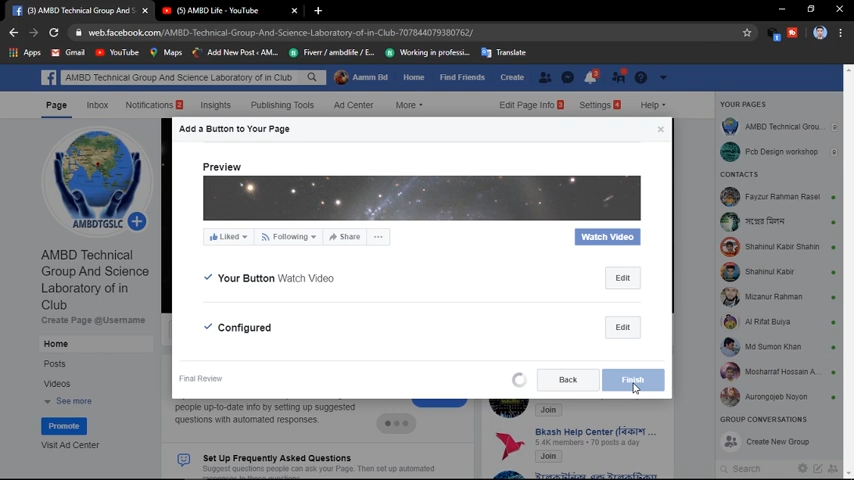 (3) AMBD Technical Group And S
(5) AMBD Life - YouTube
web.facebook.com/AMBD-Technical-Group-And-Science-Laboratory-of-in-Club-707844079380762/
Apps
Gmail
YouTube
Maps
Add New Post ‹ AM...
Fiverr / ambdlife / E...
Working in professi...
Translate
AMBD Technical Group And Science Laboratory of in Club
Aamm Bd
Home
Find Friends
Create
3
Page
Inbox
Notifications 2
Insights
Publishing Tools
Ad Center
More
Edit Page Info 3
Settings 4
Help
AMBDTGSLC
AMBD Technical
Group And Science
Laboratory of in
Club
Create Page @Username
Home
Posts
Videos
See more
Promote
Visit Ad Center
Add a Button to Your Page
Preview
Liked
Following
Share
Watch Video
Your Button Watch Video
Edit
Configured
Edit
Final Review
Back
Finish
people up-to-date info by setting up suggested
questions with automated responses.
Set Up Frequently Asked Questions
Suggest questions people can ask your Page. Then set up automated
Join
Bkash Help Center (বিকাশ ...
5.4K members • 70 posts a day
Join
YOUR PAGES
AMBD Technical Grou...
Pcb Design workshop
CONTACTS
Fayzur Rahman Rasel
সপ্নের মিলন
Shahinul Kabir Shahin
Shahinul Kabir
Mizanur Rahman
Al Rifat Buiya
Md Sumon Khan
Mosharraf Hossain A...
Aurongojeb Noyon
GROUP CONVERSATIONS
Create New Group
Search